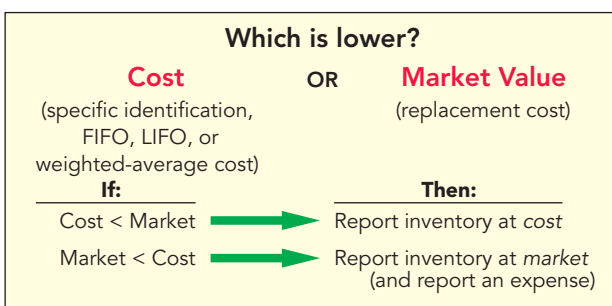 Which is lower?
Cost OR Market Value
(specific identification, (replacement cost)
FIFO, LIFO, or
weighted-average cost)
If: Then:
Cost < Market Report inventory at cost
Market < Cost Report inventory at market
(and report an expense)